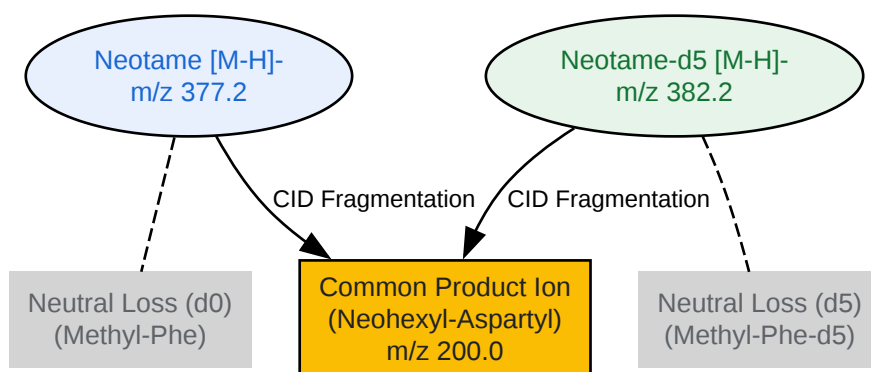 Neotame [M-H]-
m/z 377.2
Neotame-d5 [M-H]-
m/z 382.2
CID Fragmentation
CID Fragmentation
Neutral Loss (d0)
(Methyl-Phe)
Common Product Ion
(Neohexyl-Aspartyl)
m/z 200.0
Neutral Loss (d5)
(Methyl-Phe-d5)